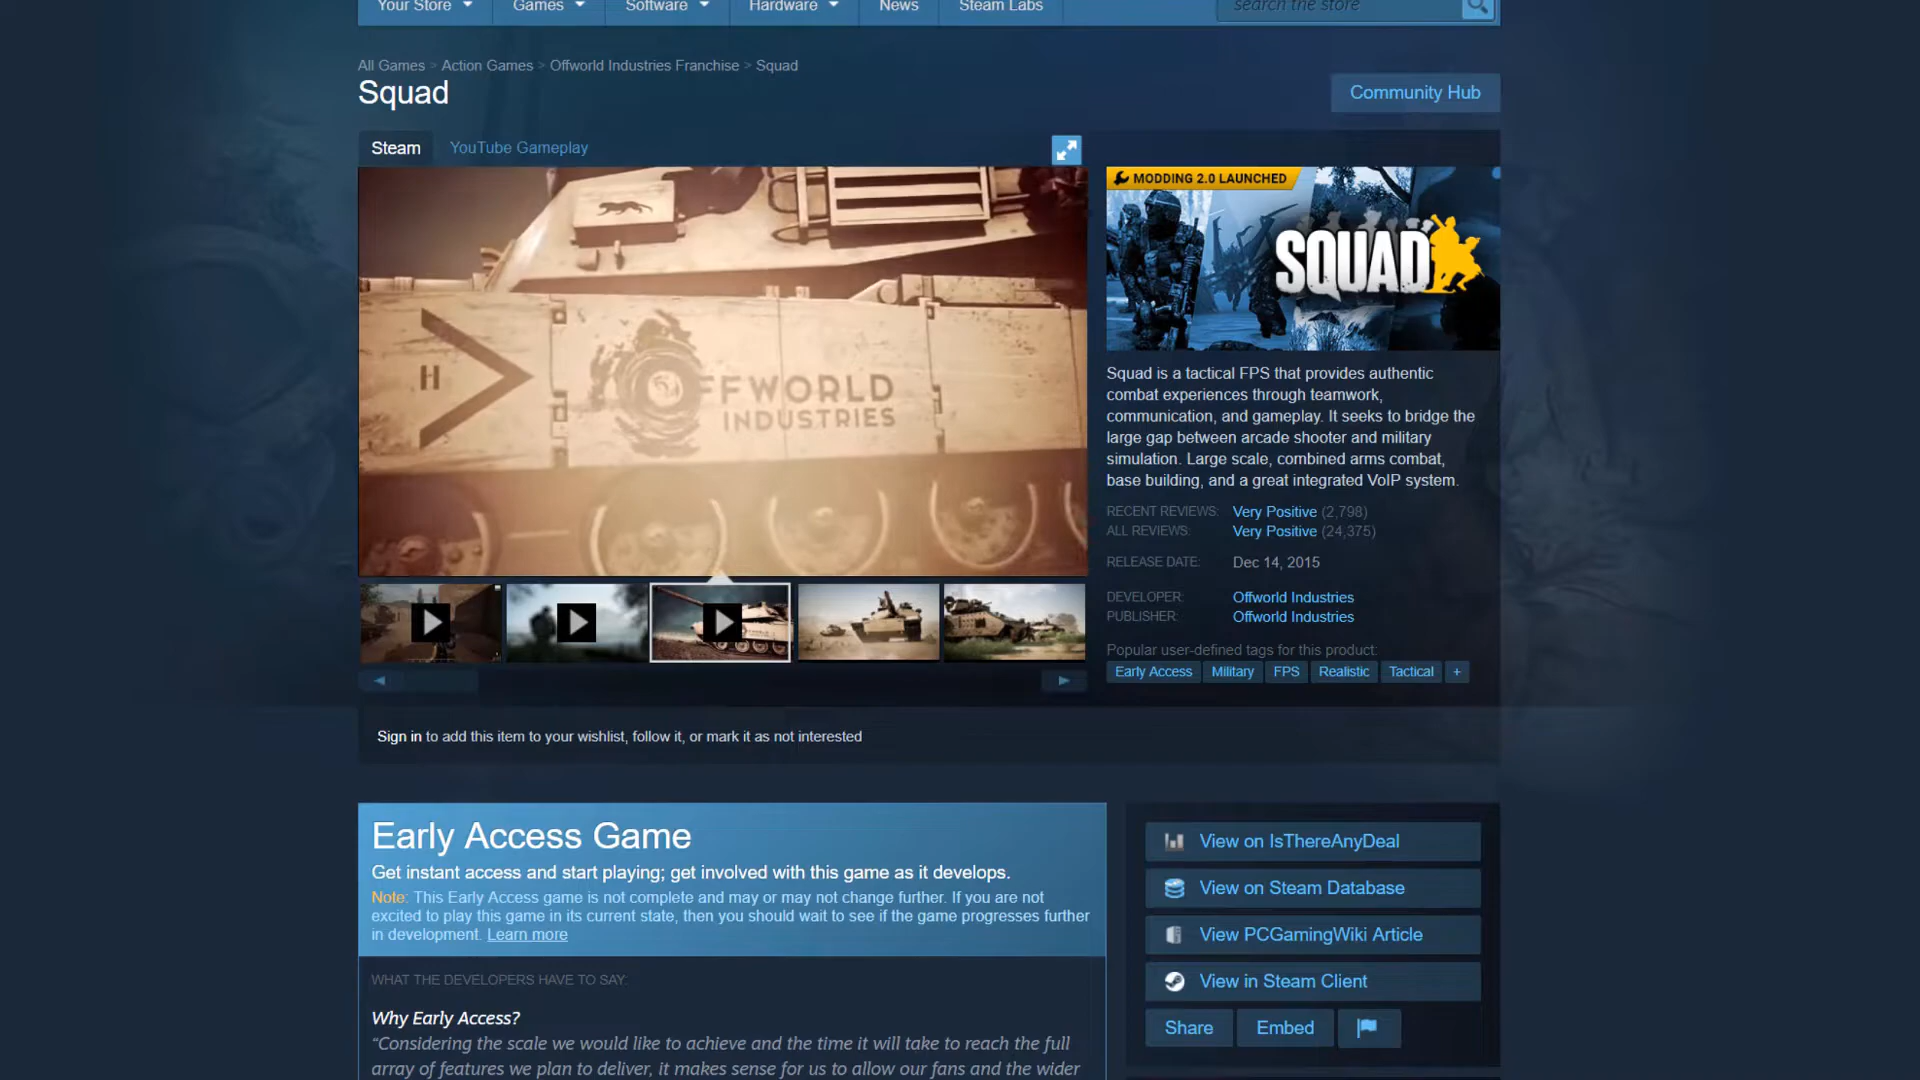 Your Store Games Software Hardware News Steam Labs search the store
All Games > Action Games > Offworld Industries Franchise > Squad
Squad
Community Hub
Steam YouTube Gameplay
H
OFFWORLD
INDUSTRIES
MODDING 2.0 LAUNCHED
SQUAD
Squad is a tactical FPS that provides authentic
combat experiences through teamwork,
communication, and gameplay. It seeks to bridge the
large gap between arcade shooter and military
simulation. Large scale, combined arms combat,
base building, and a great integrated VoIP system.
RECENT REVIEWS: Very Positive (2,798)
ALL REVIEWS: Very Positive (24,375)
RELEASE DATE: Dec 14, 2015
DEVELOPER: Offworld Industries
PUBLISHER: Offworld Industries
Popular user-defined tags for this product:
Early Access Military FPS Realistic Tactical +
Sign in to add this item to your wishlist, follow it, or mark it as not interested
Early Access Game
Get instant access and start playing; get involved with this game as it develops.
Note: This Early Access game is not complete and may or may not change further. If you are not
excited to play this game in its current state, then you should wait to see if the game progresses further
in development. Learn more
WHAT THE DEVELOPERS HAVE TO SAY:
Why Early Access?
“Considering the scale we would like to achieve and the time it will take to reach the full
array of features we plan to deliver, it makes sense for us to allow our fans and the wider
View on IsThereAnyDeal
View on Steam Database
View PCGamingWiki Article
View in Steam Client
Share Embed